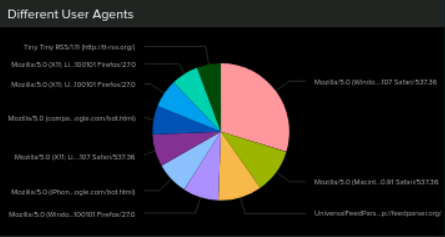 Different User Agents
Tiny Tiny RSS/1.11 (http://tt-rss.org/)
Mozilla/5.0 (X11; Li...100101 Firefox/27.0
Mozilla/5.0 (X11; U...100101 Firefox/27.0
Mozilla/5.0 (compa...ogle.com/bot.html)
Mozilla/5.0 (X11; Li...107 Safari/537.36
Mozilla/5.0 (iPhon...ogle.com/bot.html)
Mozilla/5.0 (Windo...100101 Firefox/27.0
Mozilla/5.0 (Windo...107 Safari/537.36
Mozilla/5.0 (Macint...0.91 Safari/537.36
UniversalFeedPars...p://feedparser.org/